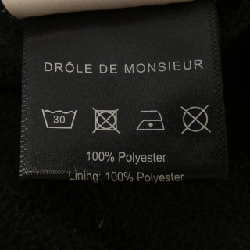 DRÔLE DE MONSIEUR
30
100% Polyester
Lining: 100% Polyester